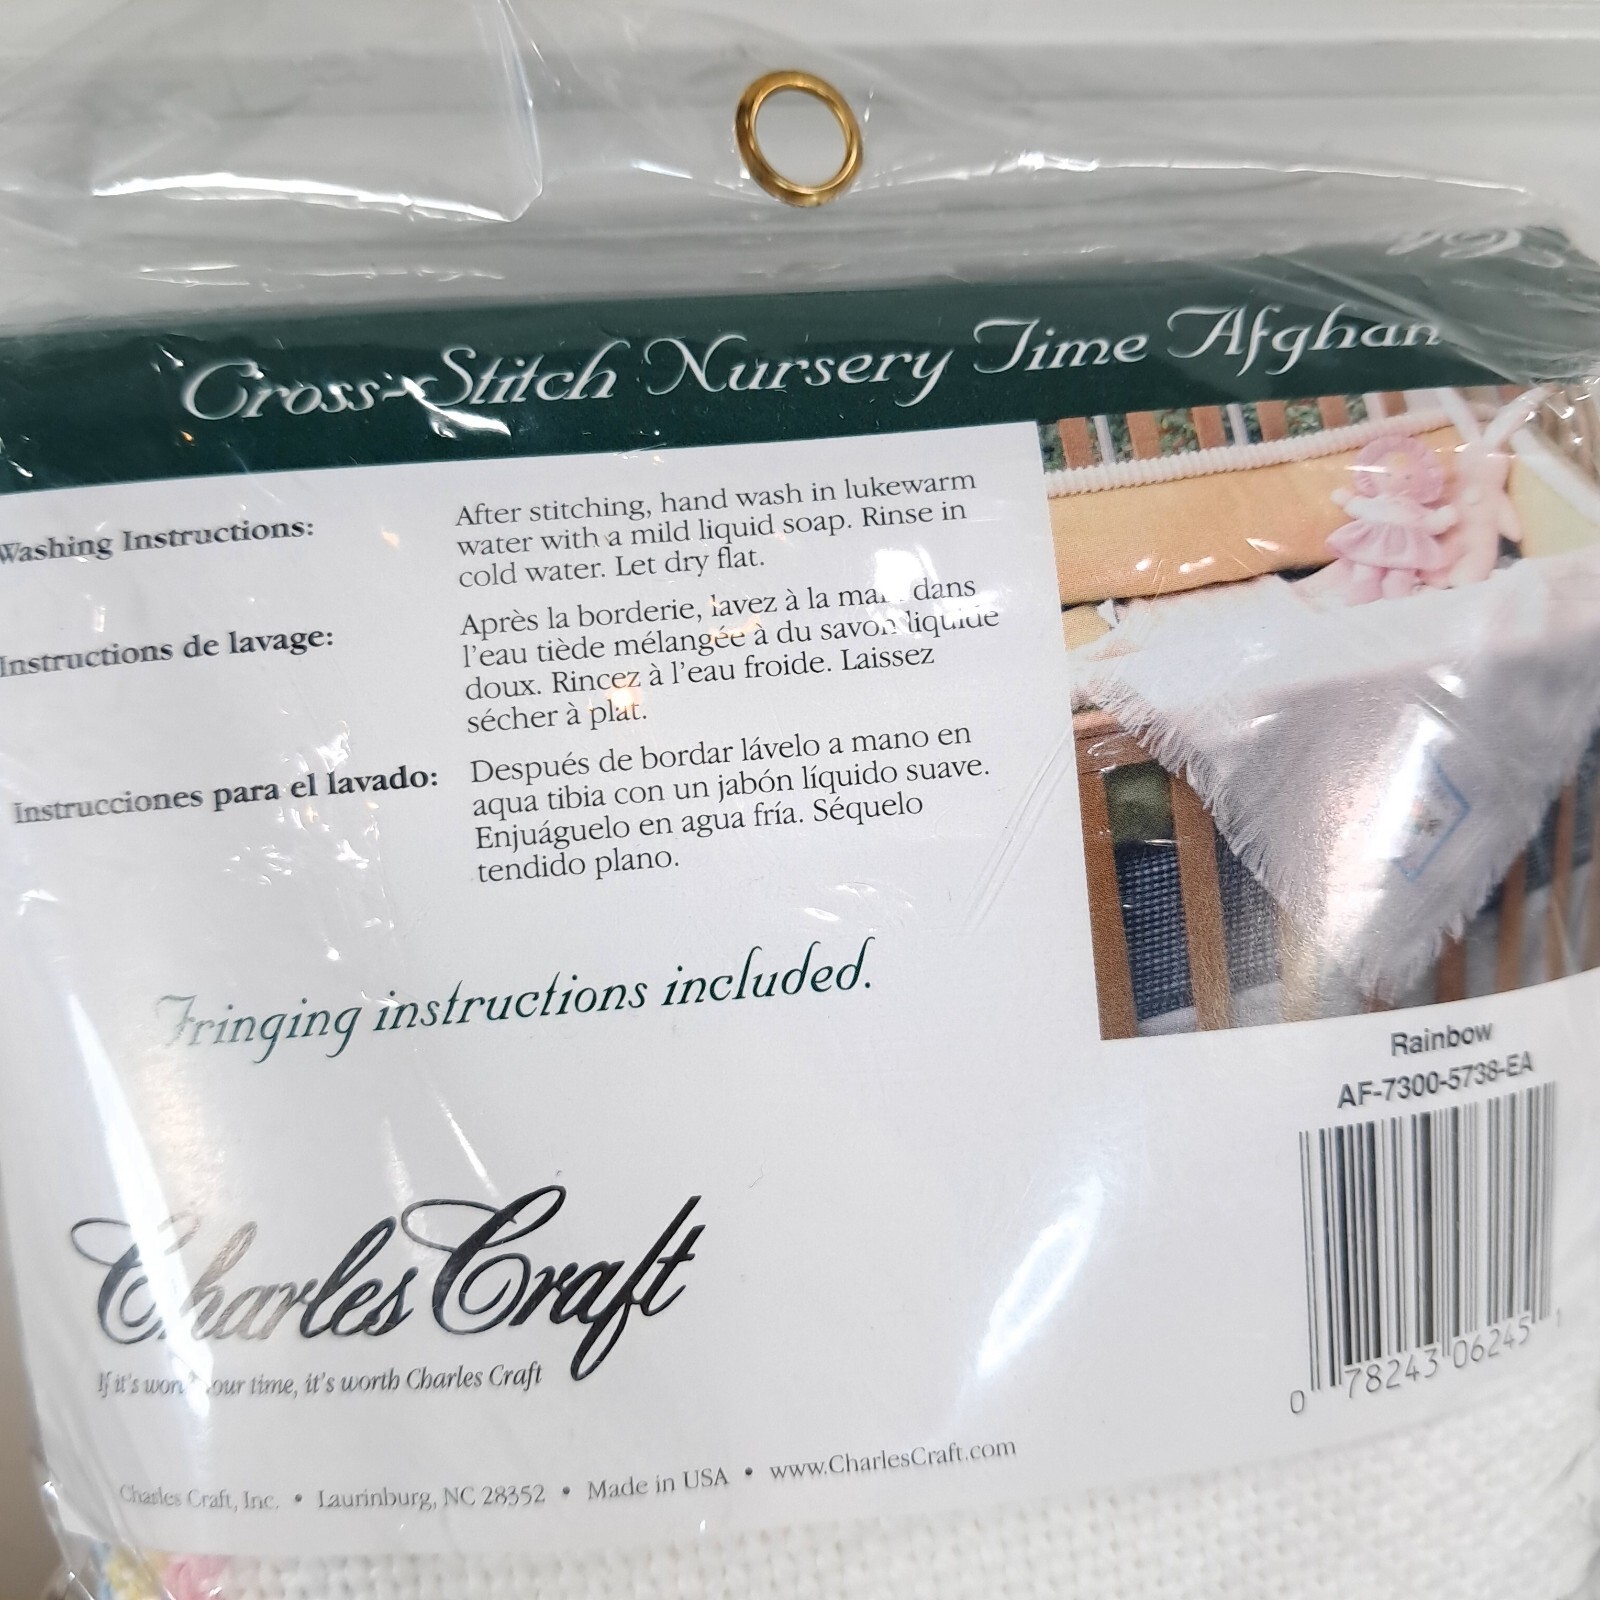 Cross-Stitch Nursery Time Afghan
Washing Instructions:
After stitching, hand wash in lukewarm
water with a mild liquid soap. Rinse in
cold water. Let dry flat.
Instructions de lavage:
Après la borderie, lavez à la dans
l'eau tiède mélangée à du savon liquide
doux. Rincez à l'eau froide. Laissez
sécher à plat.
Instrucciones para el lavado:
Después de bordar lávelo a mano en
aqua tibia con un jabón líquido suave.
Enjuáguelo en agua fría. Séquelo
tendido plano.
Fringing instructions included.
Rainbow
AF-7300-5738-EA
0 78243 06245 1
Charles Craft
If it's time, it's worth Charles Craft
Charles Craft, Inc. • Laurinburg, NC 28352 • Made in USA • www.CharlesCraft.com